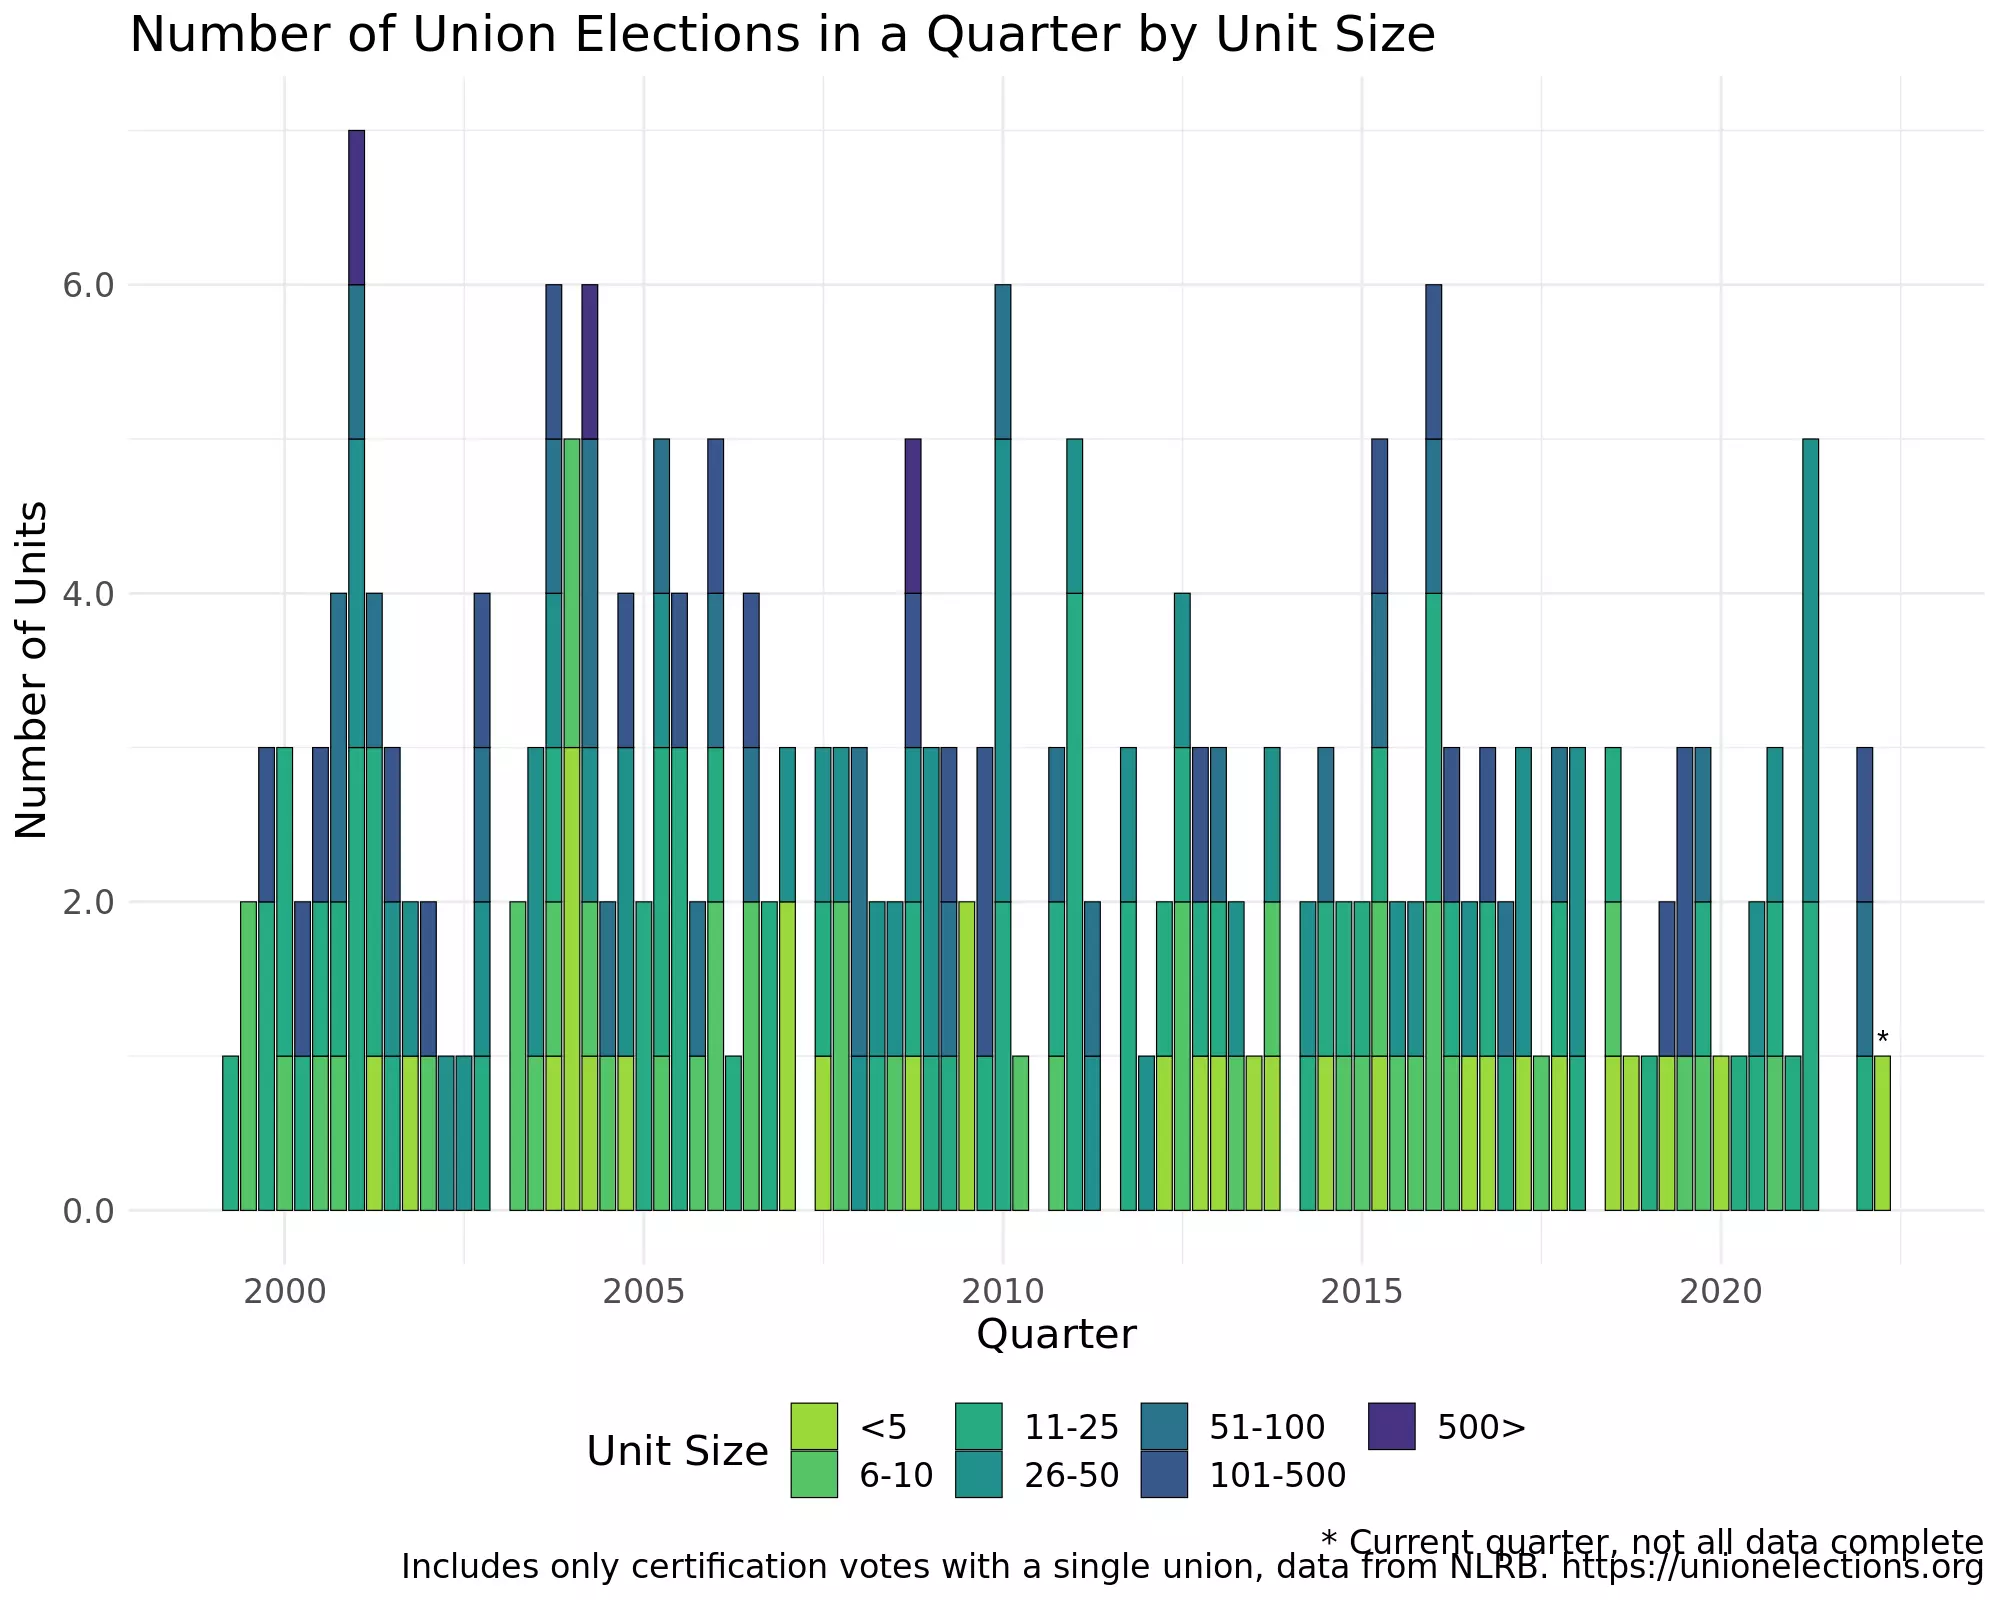 Number of Union Elections in a Quarter by Unit Size
Number of Units
6.0
4.0
2.0
0.0
*
2000 2005 2010 2015 2020
Quarter
Unit Size
<5 11-25 51-100 500>
6-10 26-50 101-500
* Current quarter, not all data complete
Includes only certification votes with a single union, data from NLRB. https://unionelections.org